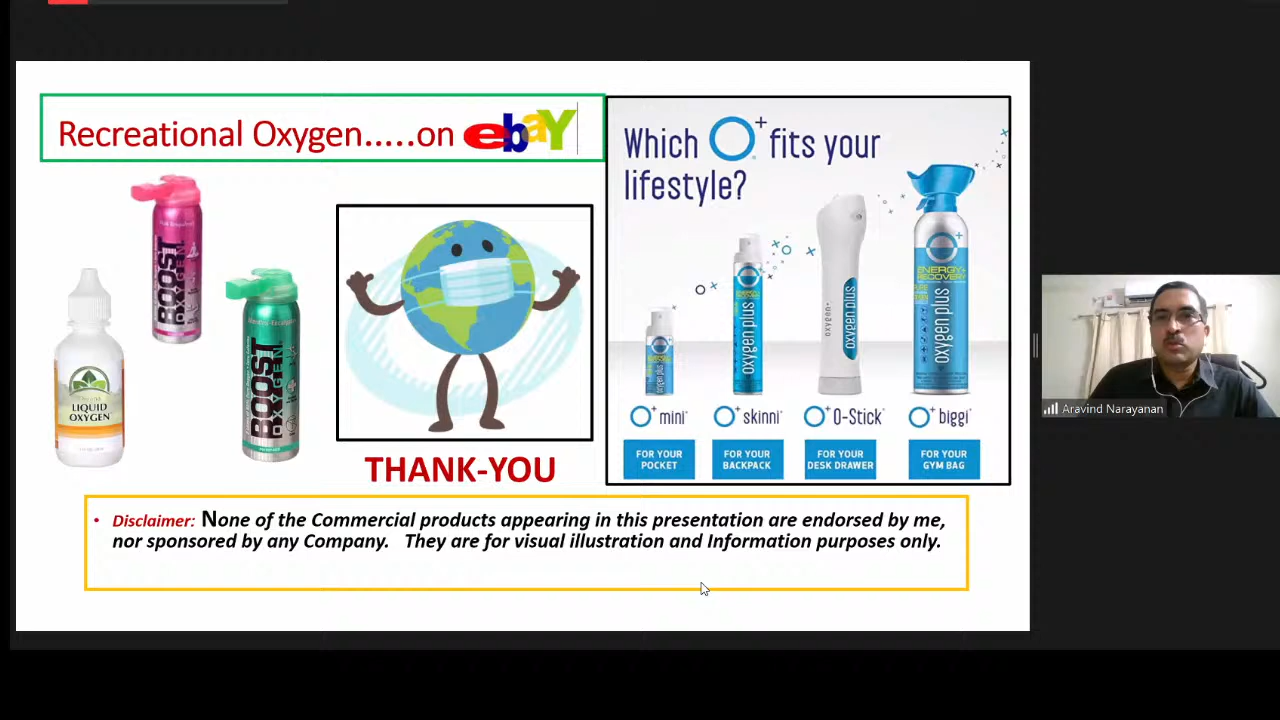 Recreational Oxygen.....on ebaY
Which O+ fits your
lifestyle?
BOOST
OXYGEN
LIQUID
OXYGEN
BOOST
OXYGEN
ENERGY+
RECOVERY
oxygen plus
oxygen+
oxygen plus
oxygen plus
O+ mini
O+ skinni
O+ O-Stick
O+ biggi
FOR YOUR
POCKET
FOR YOUR
BACKPACK
FOR YOUR
DESK DRAWER
FOR YOUR
GYM BAG
THANK-YOU
• Disclaimer: None of the Commercial products appearing in this presentation are endorsed by me,
nor sponsored by any Company. They are for visual illustration and Information purposes only.
Aravind Narayanan